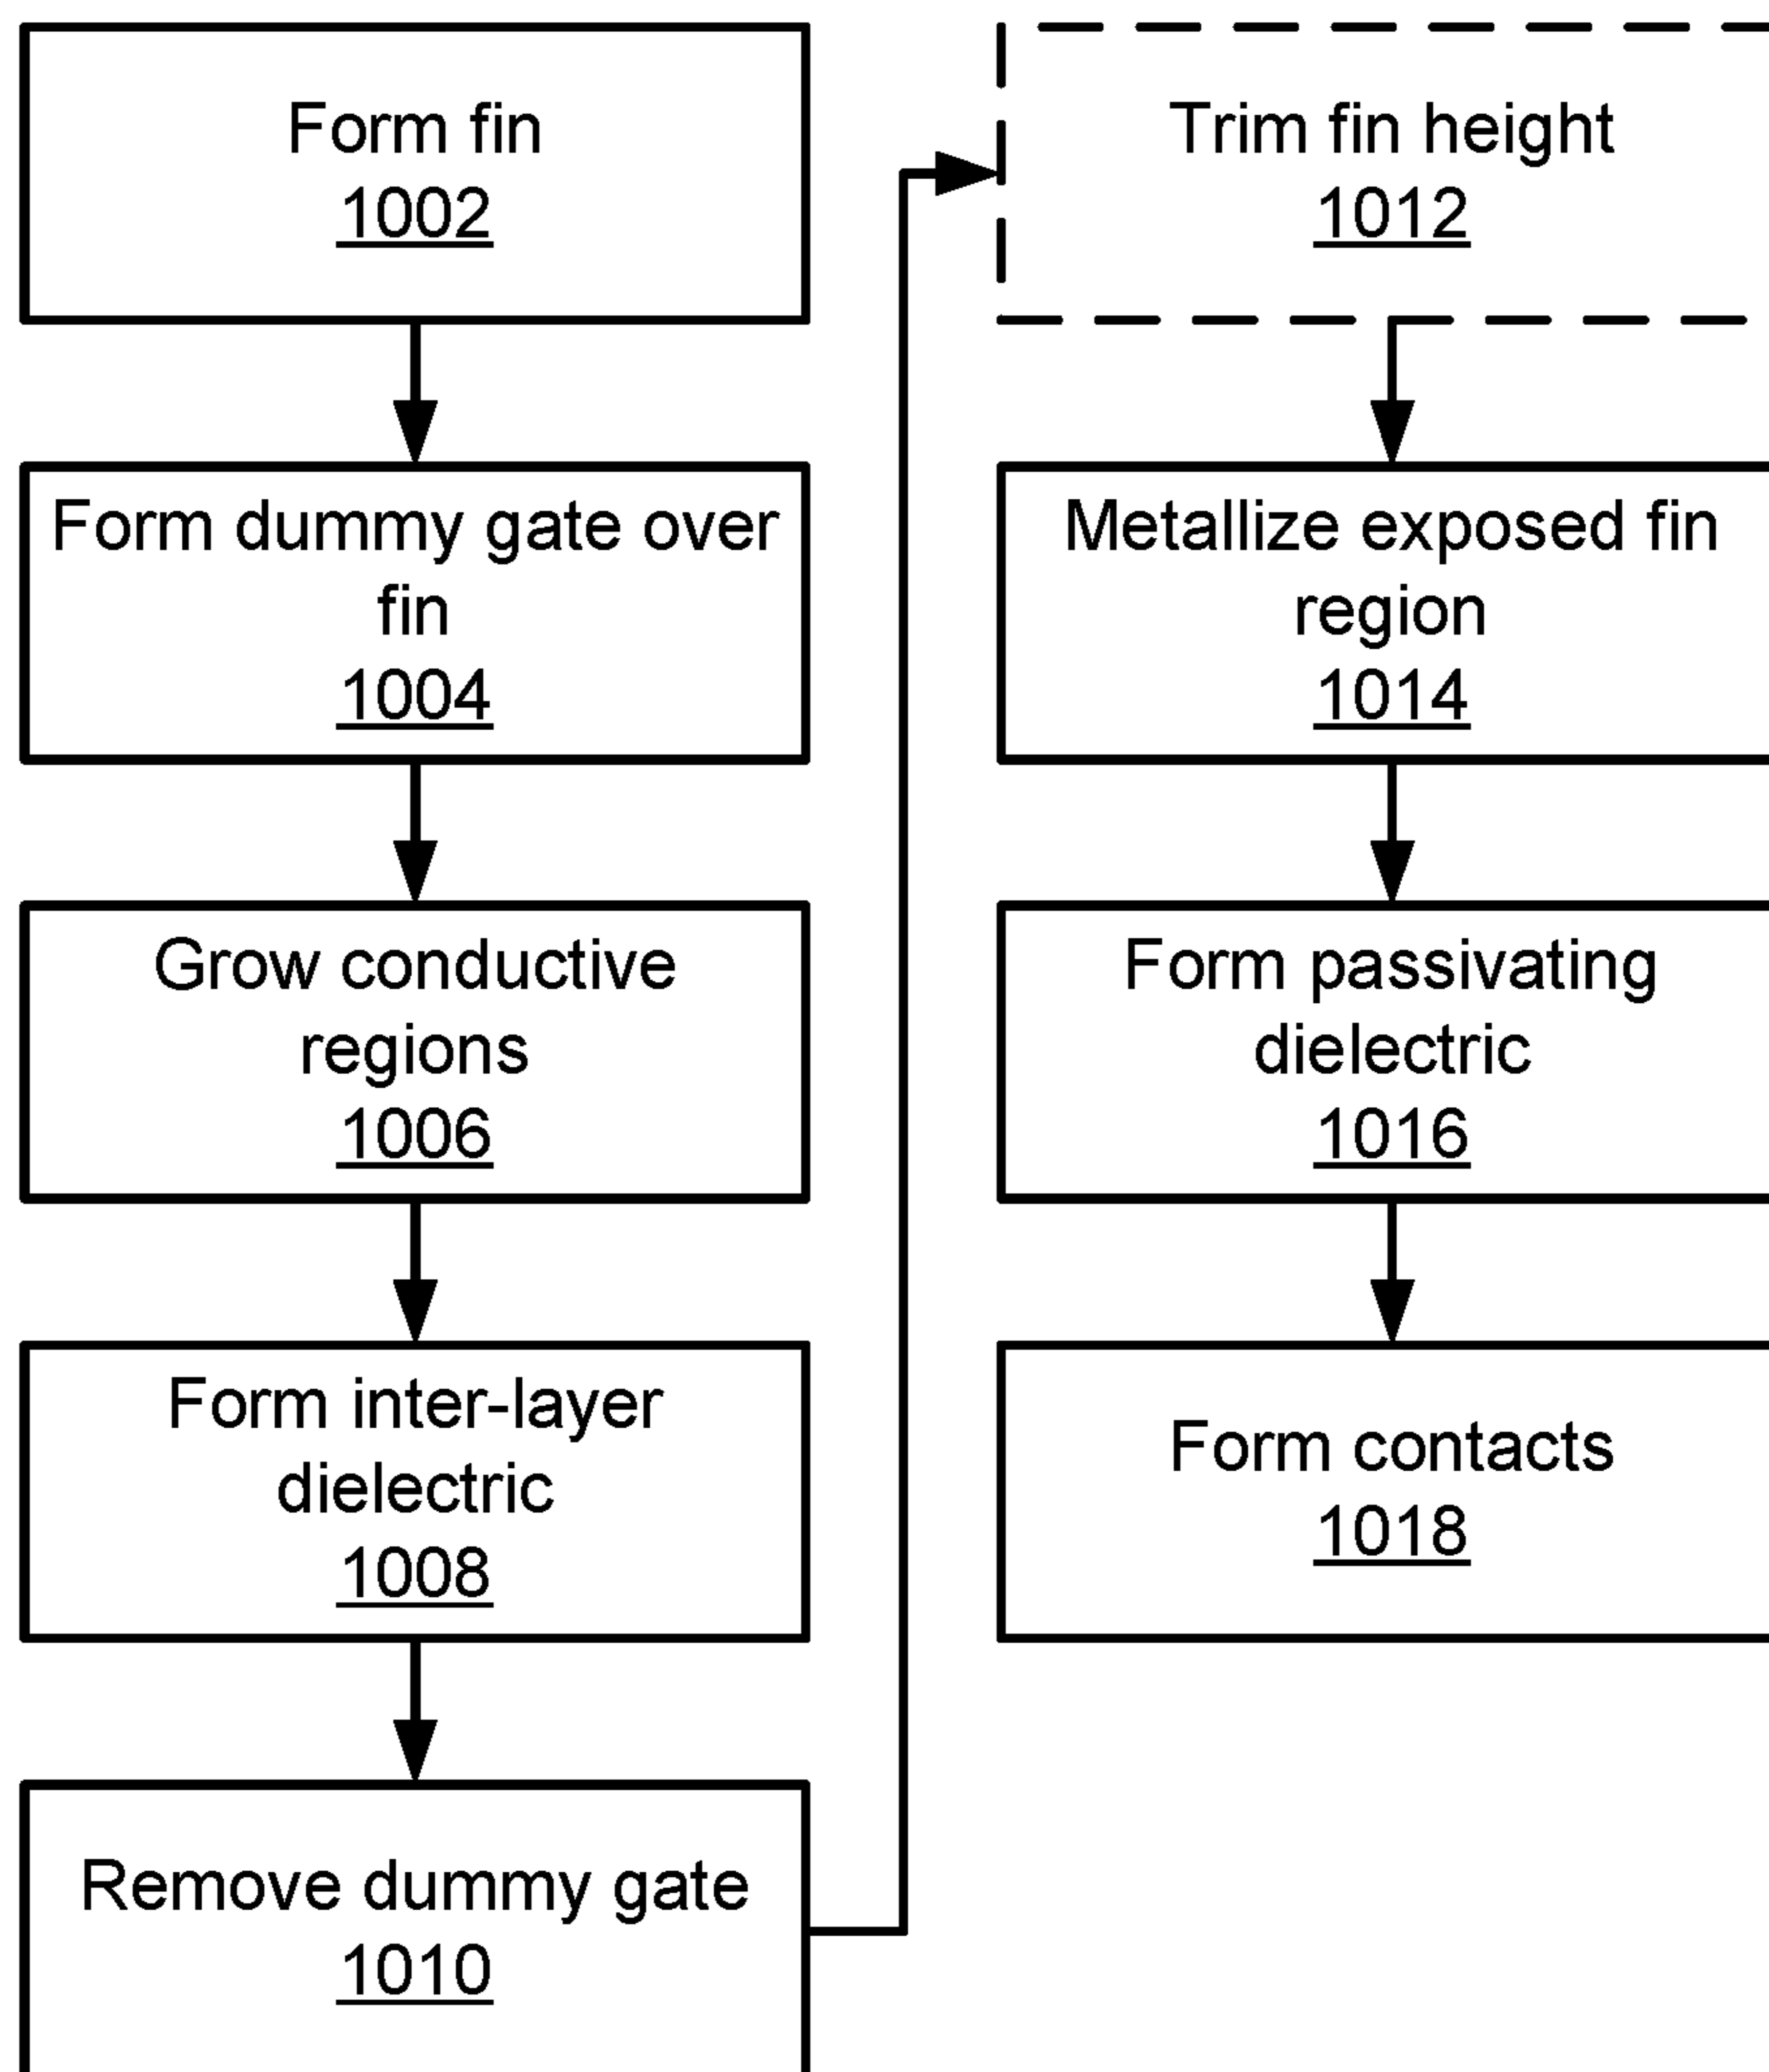 Form fin
1002
Form dummy gate over
fin
1004
Grow conductive
regions
1006
Form inter-layer
dielectric
1008
Remove dummy gate
1010
Trim fin height
1012
Metallize exposed fin
region
1014
Form passivating
dielectric
1016
Form contacts
1018